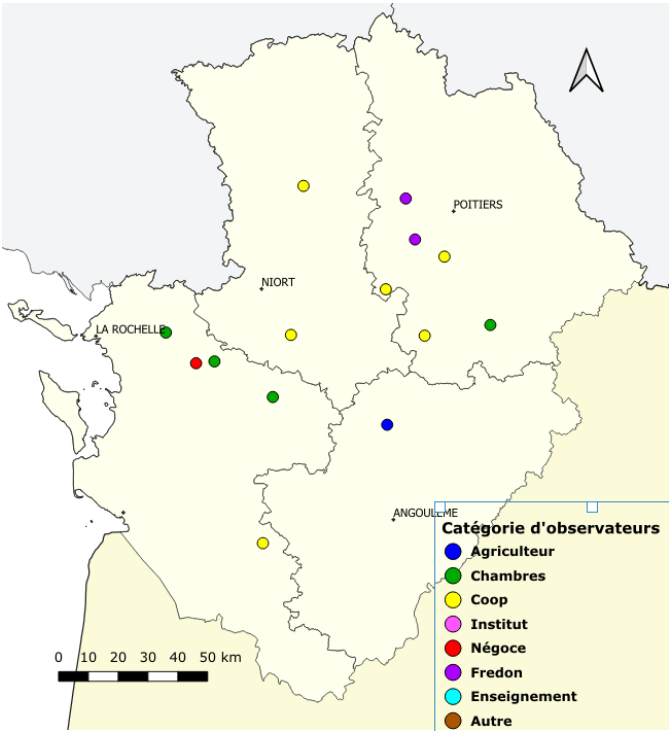 POITIERS
NIORT
LA ROCHELLE
ANGOULEME
Catégorie d'observateurs
Agriculteur
Chambres
Coop
Institut
Négoce
Fredon
Enseignement
Autre
0 10 20 30 40 50 km